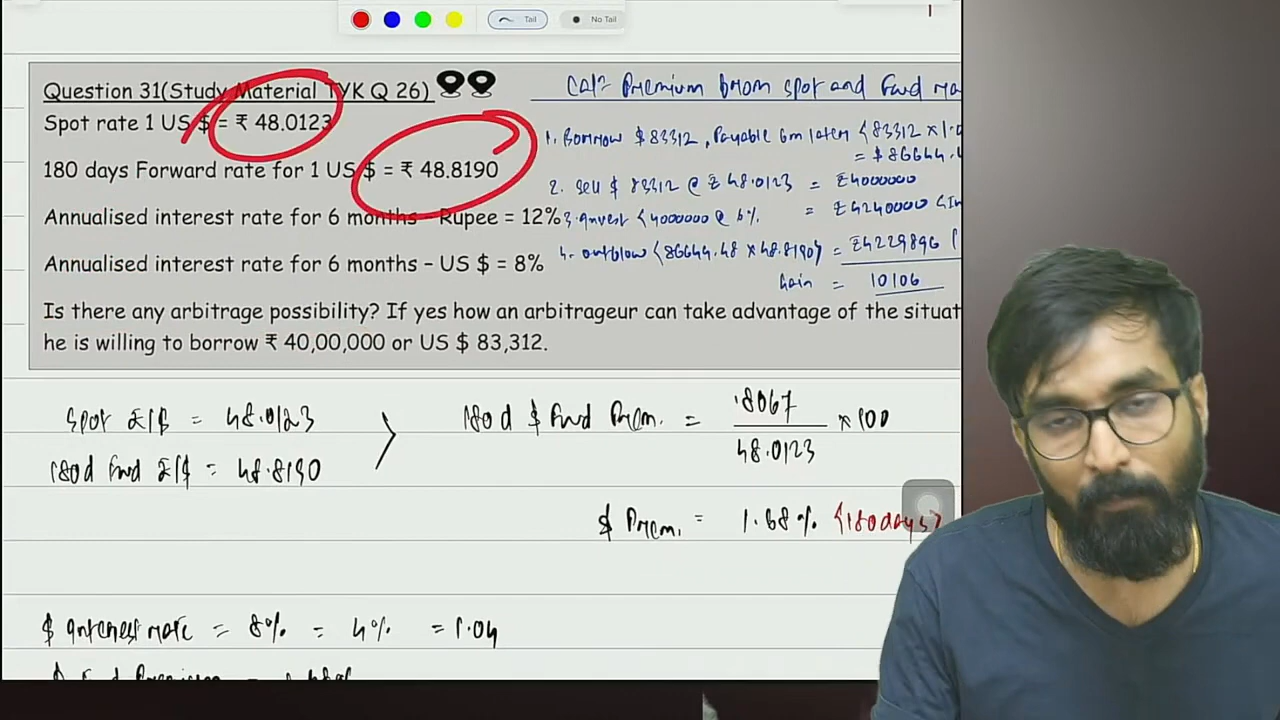 Tail No Tail
Question 31(Study Material TYK Q 26)
Spot rate 1 US $ = ₹ 48.0123
180 days Forward rate for 1 US $ = ₹ 48.8190
Annualised interest rate for 6 months – Rupee = 12%
Annualised interest rate for 6 months – US $ = 8%
Is there any arbitrage possibility? If yes how an arbitrageur can take advantage of the situat
he is willing to borrow ₹ 40,00,000 or US $ 83,312.
Premium from spot and Fwd
1. Borrow $ 83312, Payable 6m later {83312 × 1.0
= $ 86644.4
2. Sell $ 83312 @ ₹ 48.0123 = ₹4000000
3. Invest {4000000 @ 6% = ₹4240000
4. outflow {86644.48 × 48.8190} = ₹4229896
Gain = 10106
Spot ₹/$ = 48.0123
180d Fwd ₹/$ = 48.8190
180 d $ Fwd Prem. = .8067 / 48.0123 × 100
$ Prem. = 1.68% {180days}
$ Interest rate = 8% = 4% = 1.04